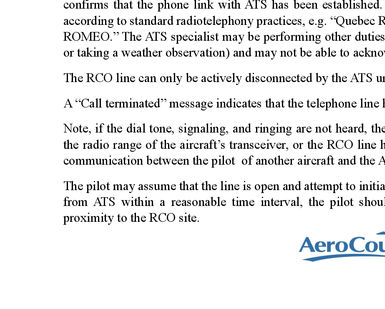 confirms that the phone link with ATS has been established.
according to standard radiotelephony practices, e.g. “Quebec R
ROMEO.” The ATS specialist may be performing other duties
or taking a weather observation) and may not be able to ackno
The RCO line can only be actively disconnected by the ATS u
A “Call terminated” message indicates that the telephone line h
Note, if the dial tone, signaling, and ringing are not heard, the
the radio range of the aircraft’s transceiver, or the RCO line h
communication between the pilot of another aircraft and the A
The pilot may assume that the line is open and attempt to initia
from ATS within a reasonable time interval, the pilot shou
proximity to the RCO site.
AeroCou